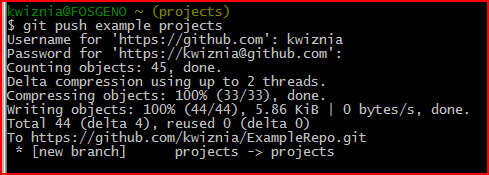 kwiznia@FOSGENO ~ (projects)
$ git push example projects
Username for 'https://github.com': kwiznia
Password for 'https://kwiznia@github.com':
Counting objects: 45, done.
Delta compression using up to 2 threads.
Compressing objects: 100% (33/33), done.
Writing objects: 100% (44/44), 5.86 KiB | 0 bytes/s, done.
Total 44 (delta 4), reused 0 (delta 0)
To https://github.com/kwiznia/ExampleRepo.git
 * [new branch]      projects -> projects